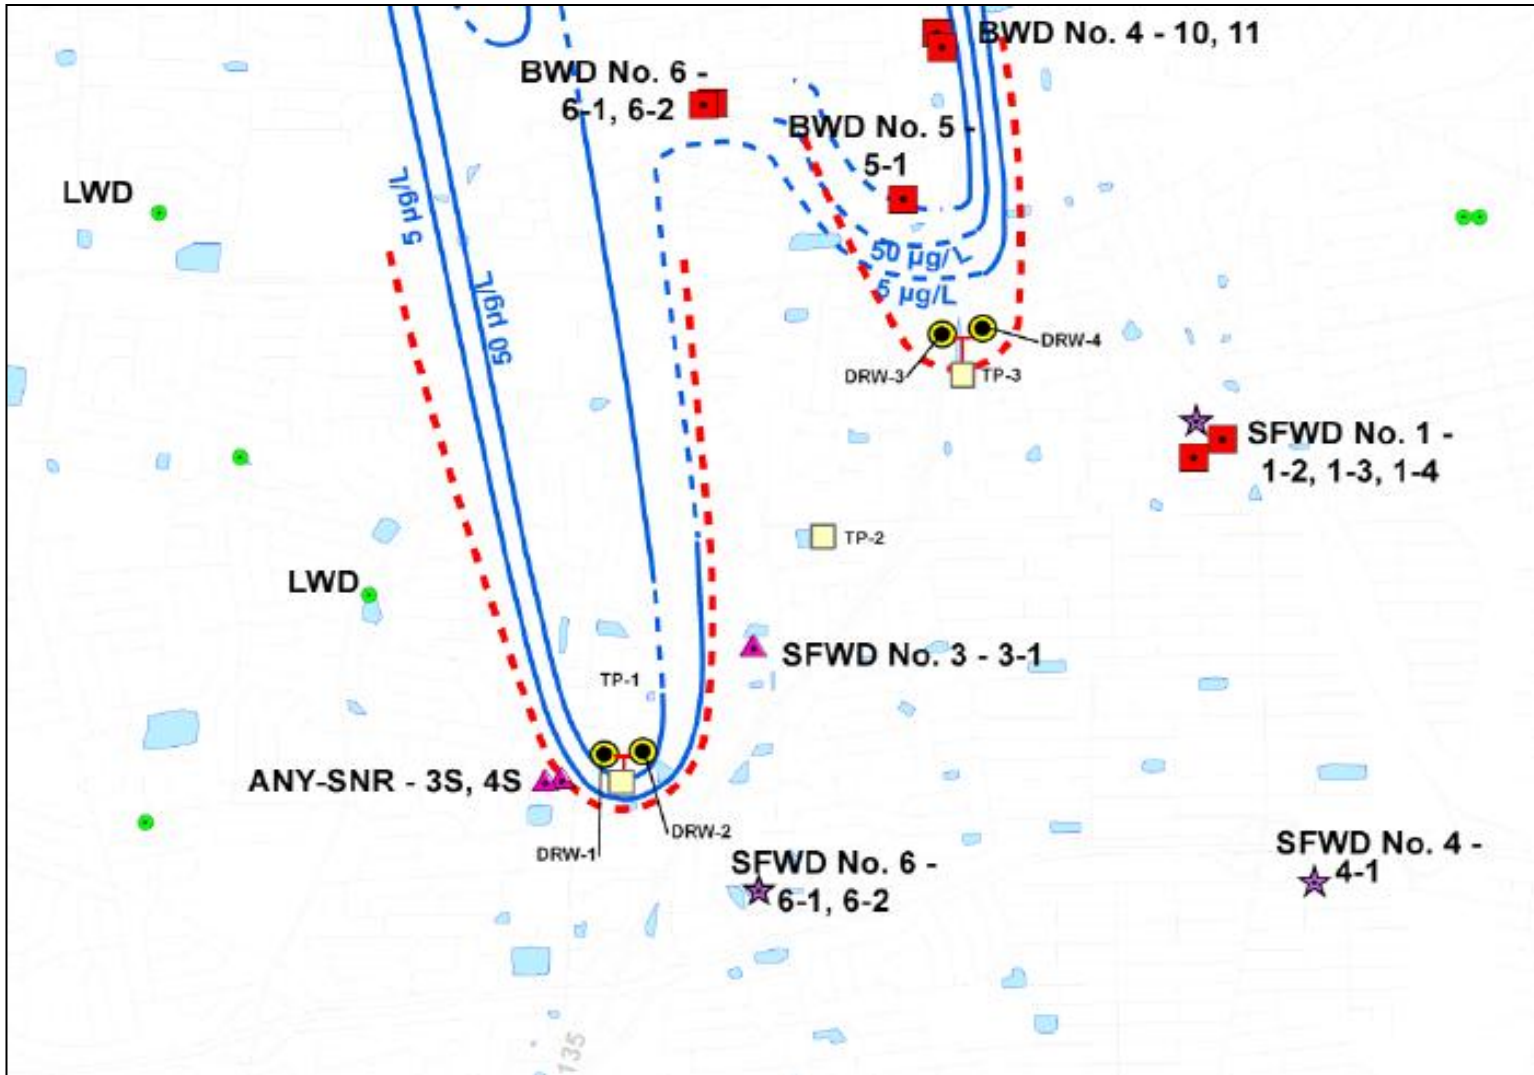 BWD No. 4 - 10, 11
BWD No. 6 -
6-1, 6-2
BWD No. 5 -
5-1
LWD
5 µg/L
50 µg/L
50 µg/L
5 µg/L
DRW-4
DRW-3
TP-3
SFWD No. 1 -
1-2, 1-3, 1-4
TP-2
LWD
SFWD No. 3 - 3-1
TP-1
ANY-SNR - 3S, 4S
DRW-2
DRW-1
SFWD No. 6 -
6-1, 6-2
SFWD No. 4 -
4-1
135